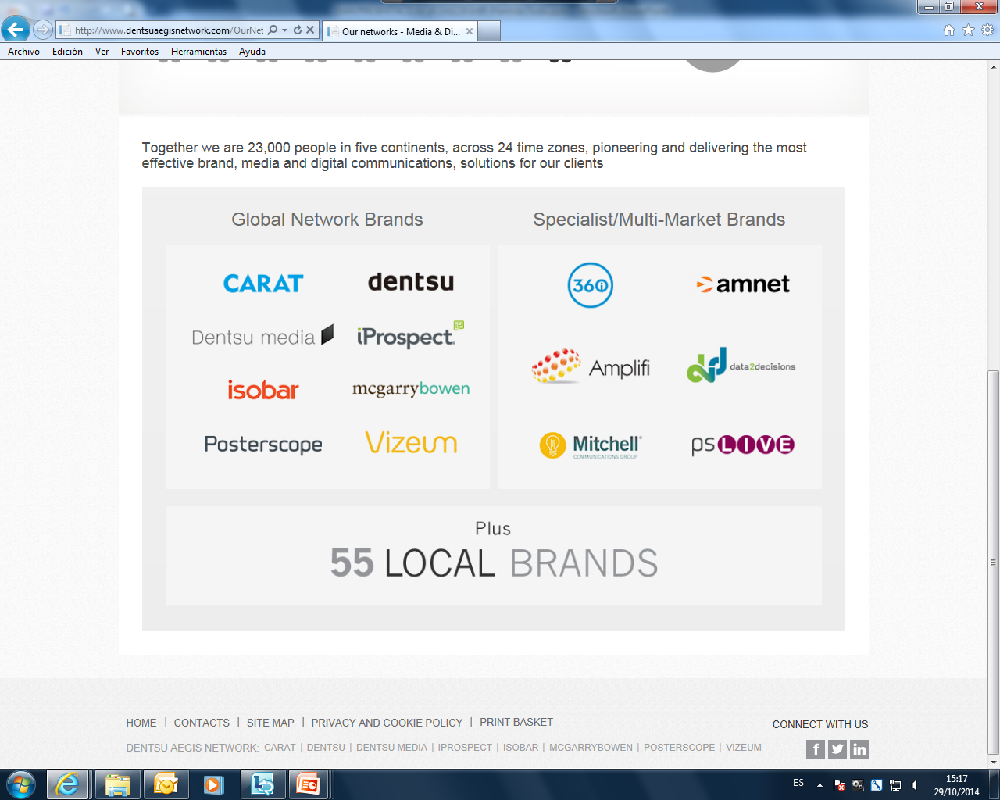 http://www.dentsuaegisnetwork.com/OurNet
Our networks - Media & Di...
Archivo Edición Ver Favoritos Herramientas Ayuda
Together we are 23,000 people in five continents, across 24 time zones, pioneering and delivering the most
effective brand, media and digital communications, solutions for our clients
Global Network Brands
Specialist/Multi-Market Brands
CARAT dentsu
Dentsu media iProspect. iP
isobar mcgarrybowen
Posterscope Vizeum
360i amnet
Amplifi data2decisions
Mitchell COMMUNICATIONS GROUP psLIVE
Plus
55 LOCAL BRANDS
HOME | CONTACTS | SITE MAP | PRIVACY AND COOKIE POLICY | PRINT BASKET
CONNECT WITH US
DENTSU AEGIS NETWORK: CARAT | DENTSU | DENTSU MEDIA | IPROSPECT | ISOBAR | MCGARRYBOWEN | POSTERSCOPE | VIZEUM
f in
ES
15:17
29/10/2014